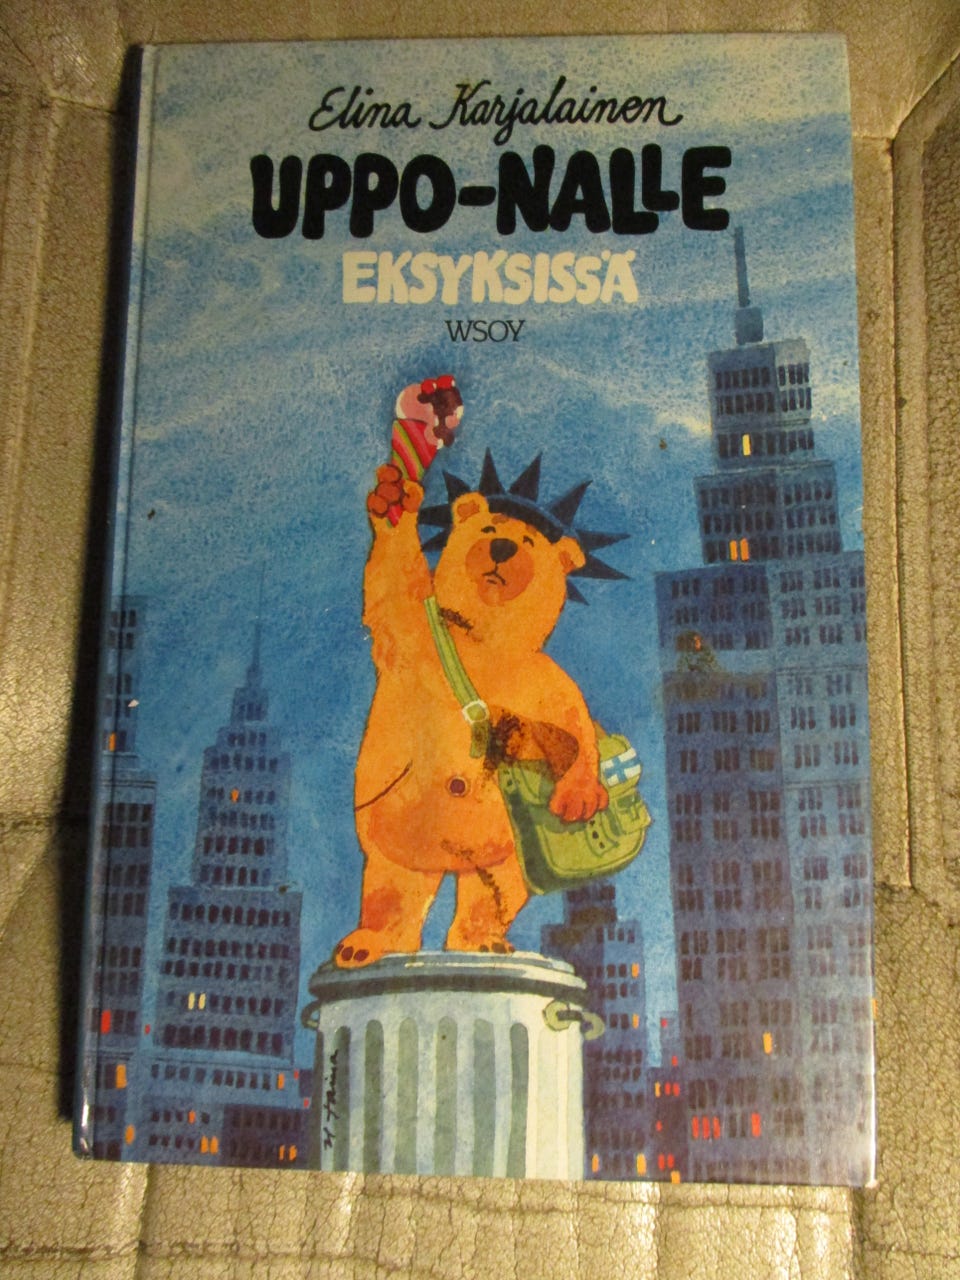 Elina Karjalainen
UPPO-NALLE
EKSYKSISSÄ
WSOY